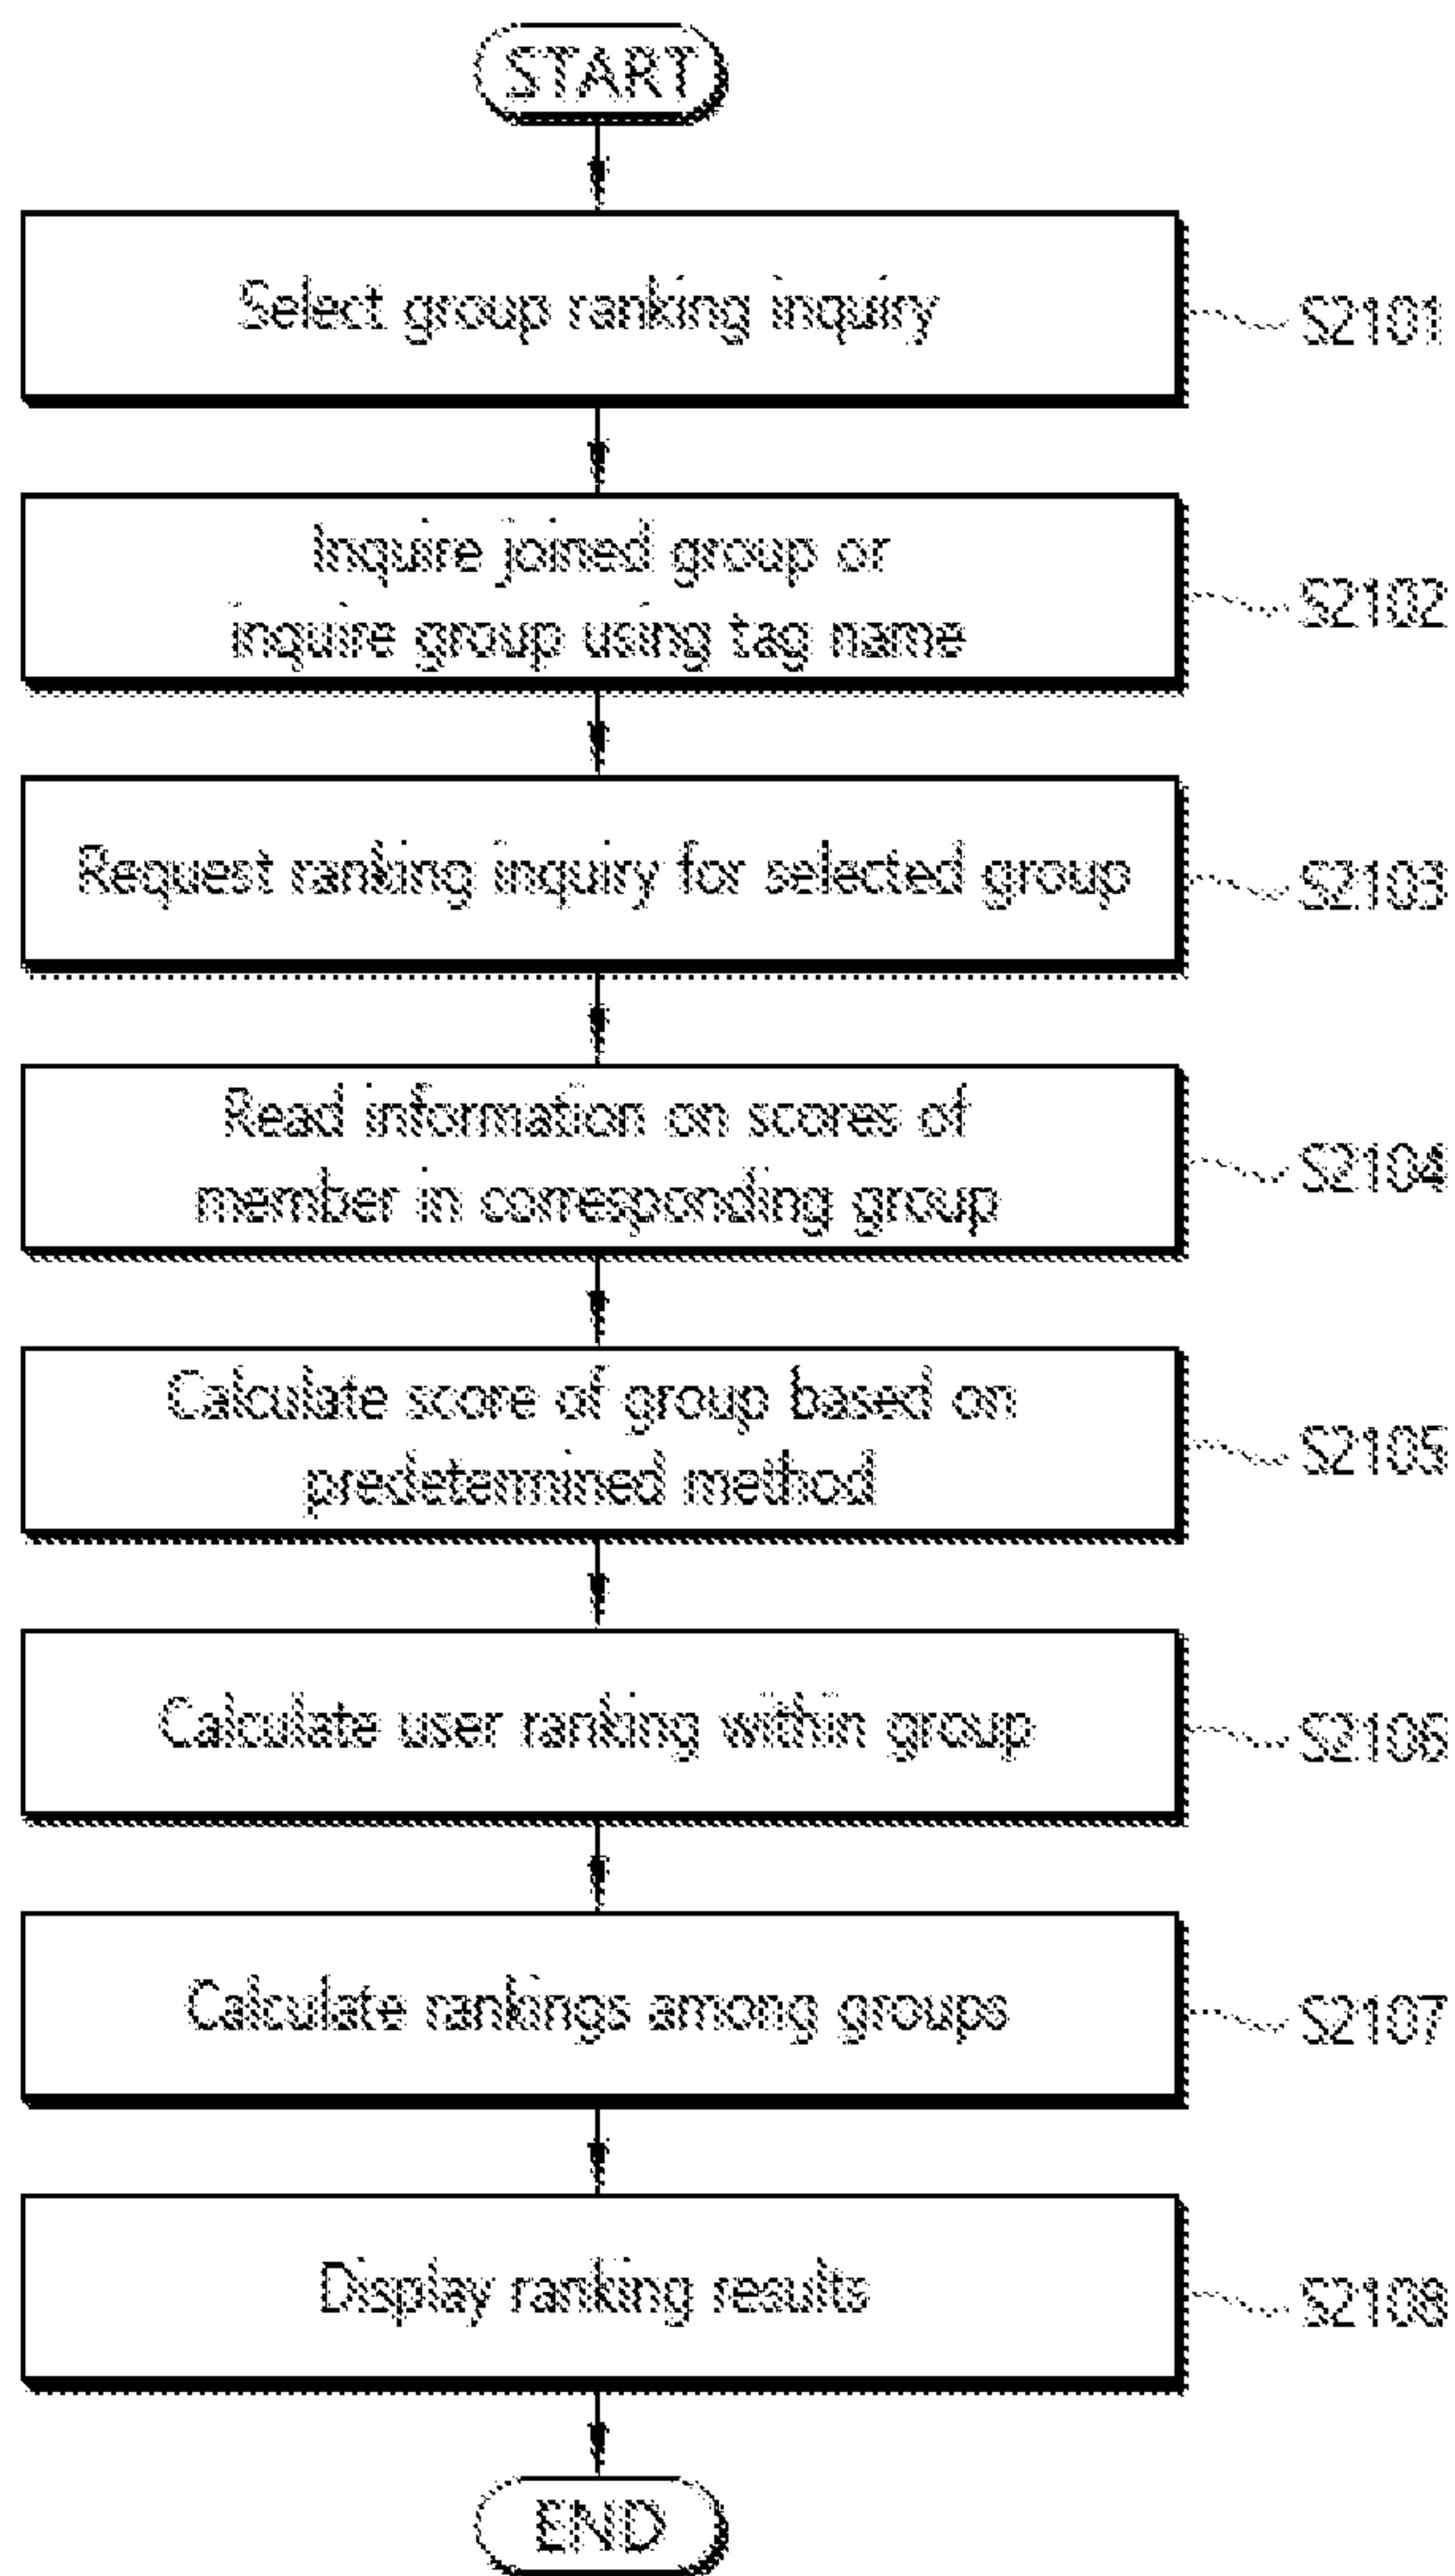 START
Select group ranking inquiry
S2101
Inquire joined group or
inquire group using tag name
S2102
Request ranking inquiry for selected group
S2103
Read information on scores of
member in corresponding group
S2104
Calculate score of group based on
predetermined method
S2105
Calculate user ranking within group
S2106
Calculate rankings among groups
S2107
Display ranking results
S2108
END